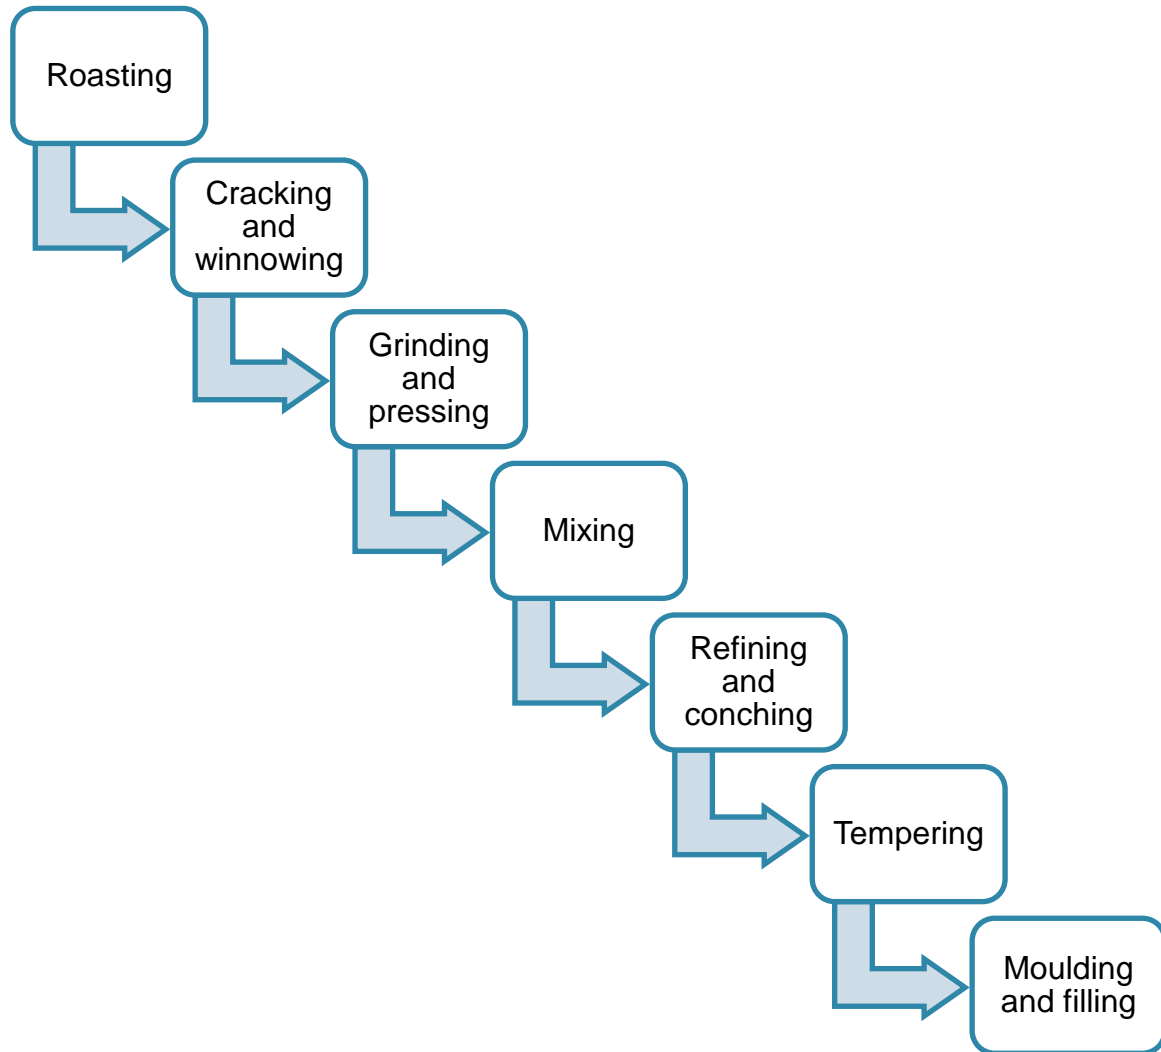 Roasting
Cracking
and
winnowing
Grinding
and
pressing
Mixing
Refining
and
conching
Tempering
Moulding
and filling